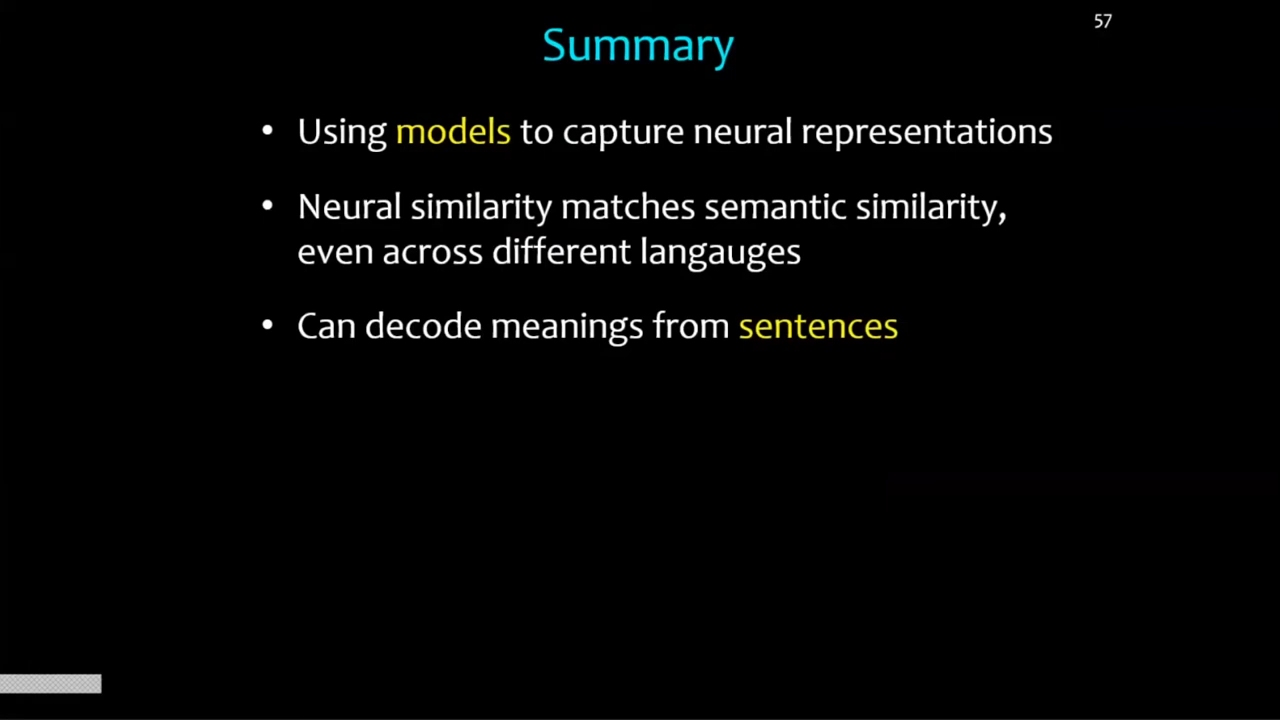 57
Summary
• Using models to capture neural representations
• Neural similarity matches semantic similarity,
even across different langauges
• Can decode meanings from sentences